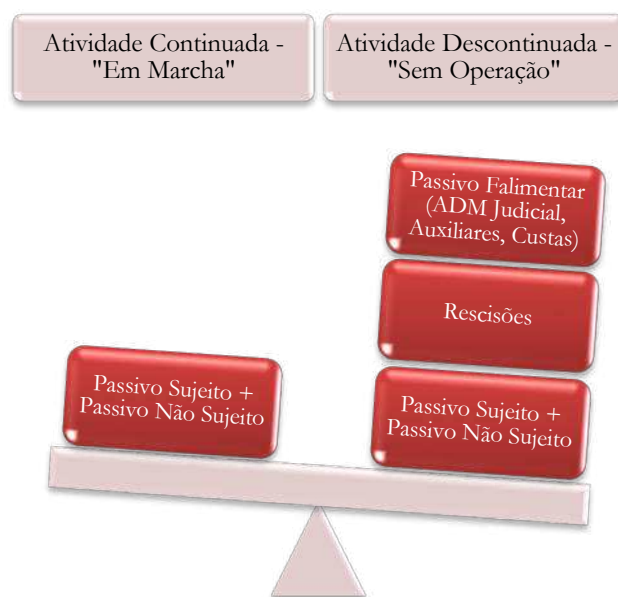 Atividade Continuada -
"Em Marcha"
Atividade Descontinuada -
"Sem Operação"
Passivo Falimentar
(ADM Judicial,
Auxiliares, Custas)
Rescisões
Passivo Sujeito +
Passivo Não Sujeito
Passivo Sujeito +
Passivo Não Sujeito